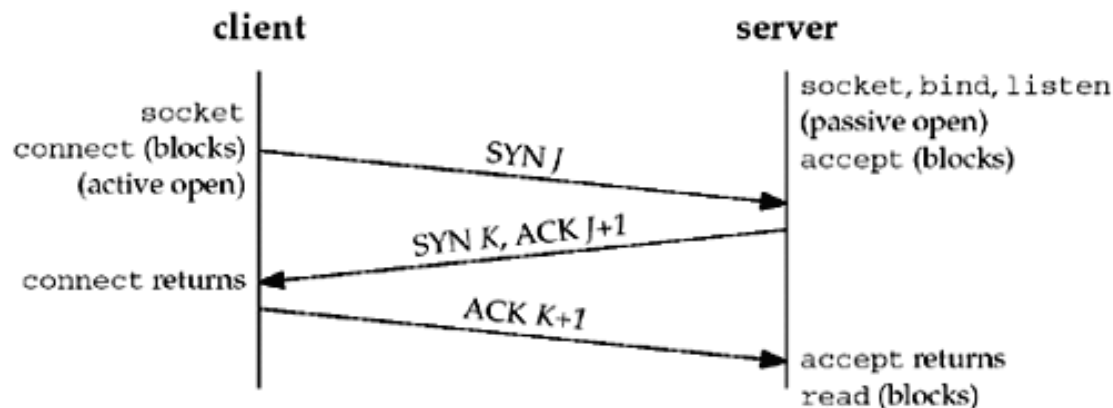 client
server
socket
connect (blocks)
(active open)
socket, bind, listen
(passive open)
accept (blocks)
SYN J
SYN K, ACK J+1
connect returns
ACK K+1
accept returns
read (blocks)